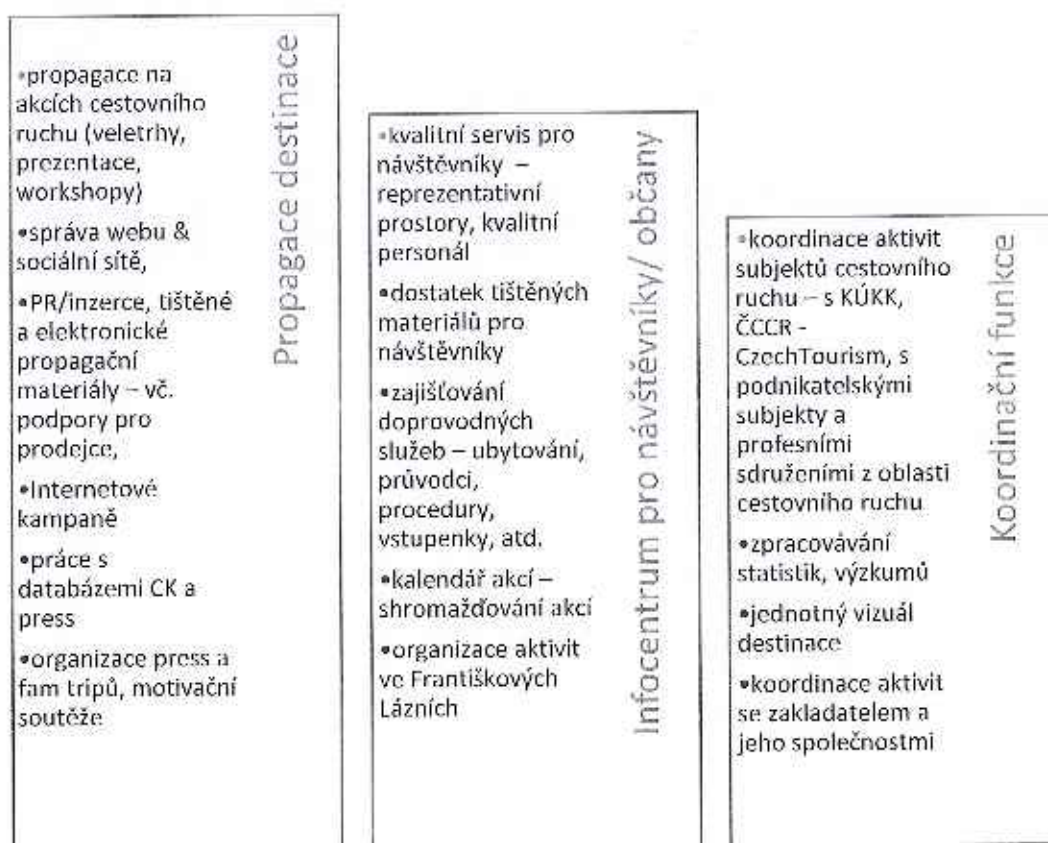 Propagace destinace
•propagace na
akcích cestovního
ruchu (veletrhy,
prezentace,
workshopy)
•správa webu &
sociální sítě,
•PR/inzerce, tištěné
a elektronické
propagační
materiály – vč.
podpory pro
prodejce,
•Internetové
kampaně
•práce s
databázemi CK a
press
•organizace press a
fam tripů, motivační
soutěže
Infocentrum pro návštěvníky/ občany
•kvalitní servis pro
návštěvníky –
reprezentativní
prostory, kvalitní
personál
•dostatek tištěných
materiálů pro
návštěvníky
•zajišťování
doprovodných
služeb – ubytování,
průvodci,
procedury,
vstupenky, atd.
•kalendář akcí –
shromažďování akcí
•organizace aktivit
ve Františkových
Lázních
Koordinační funkce
•koordinace aktivit
subjektů cestovního
ruchu – s KÚKK,
ČCCR -
CzechTourism, s
podnikatelskými
subjekty a
profesními
sdruženími z oblasti
cestovního ruchu
•zpracovávání
statistik, výzkumů
•jednotný vizuál
destinace
•koordinace aktivit
se zakladatelem a
jeho společnostmi